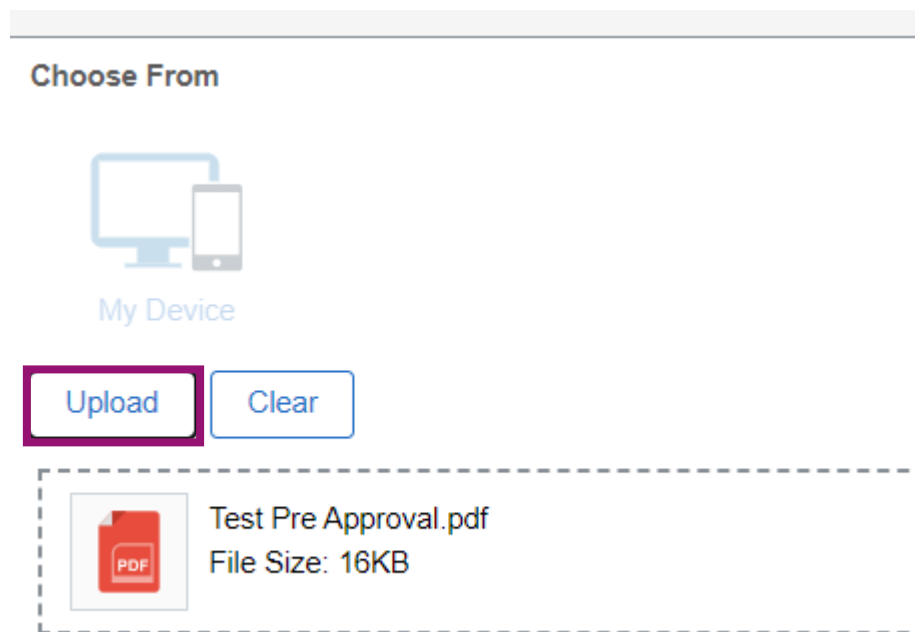 Choose From
My Device
Upload
Clear
Test Pre Approval.pdf
PDF
File Size: 16KB